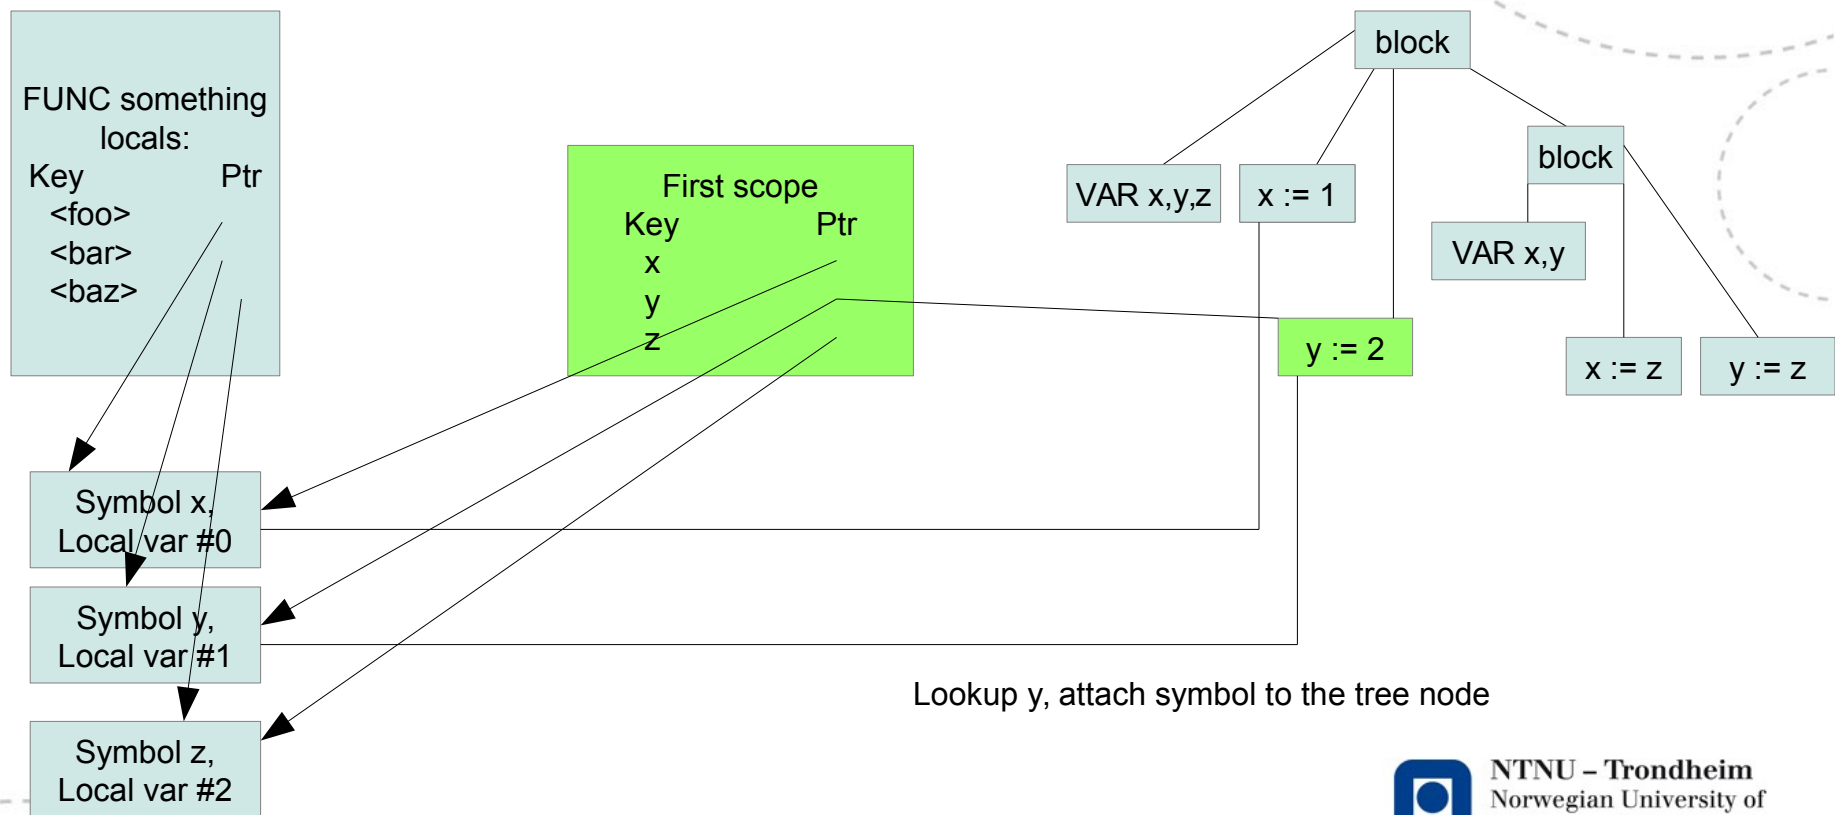 FUNC something
locals:
Key Ptr
<foo>
<bar>
<baz>
First scope
Key Ptr
x
y
z
block
VAR x,y,z
x := 1
block
VAR x,y
y := 2
x := z
y := z
Symbol x,
Local var #0
Symbol y,
Local var #1
Symbol z,
Local var #2
Lookup y, attach symbol to the tree node
NTNU – Trondheim
Norwegian University of